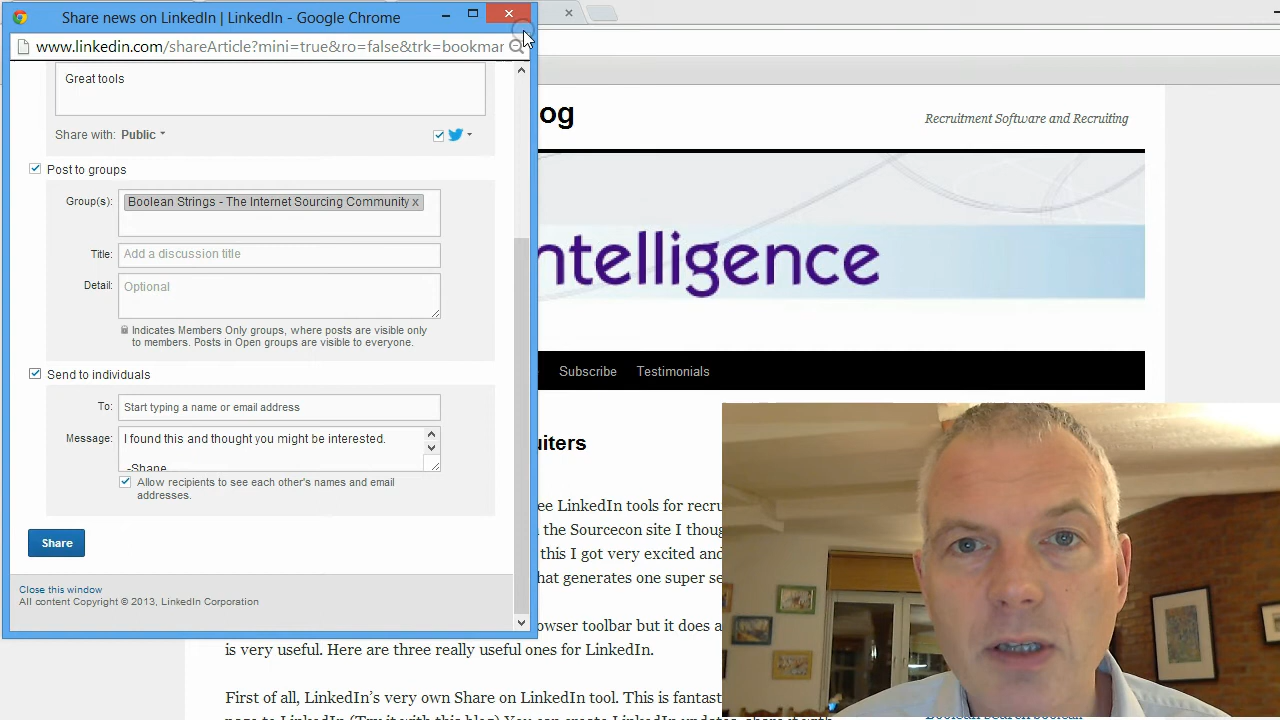 Share news on LinkedIn | LinkedIn - Google Chrome
www.linkedin.com/shareArticle?mini=true&ro=false&trk=bookmar
Great tools
Share with: Public
Post to groups
Group(s): Boolean Strings - The Internet Sourcing Community x
Title: Add a discussion title
Detail: Optional
Indicates Members Only groups, where posts are visible only
to members. Posts in Open groups are visible to everyone.
Send to individuals
To: Start typing a name or email address
Message: I found this and thought you might be interested.
-Shane
Allow recipients to see each other's names and email
addresses.
Share
Close this window
All content Copyright © 2013, LinkedIn Corporation
og
Recruitment Software and Recruiting
ntelligence
Subscribe Testimonials
uiters
ee LinkedIn tools for recru
n the Sourcecon site I thoug
this I got very excited and
hat generates one super se
owser toolbar but it does a
is very useful. Here are three really useful ones for LinkedIn.
First of all, LinkedIn's very own Share on LinkedIn tool. This is fantast